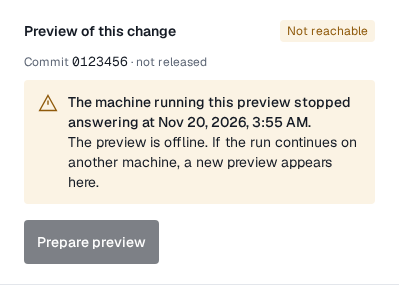 Preview of this change
Not reachable
Commit 0123456 · not released
The machine running this preview stopped
answering at Nov 20, 2026, 3:55 AM.
The preview is offline. If the run continues on
another machine, a new preview appears
here.
Prepare preview